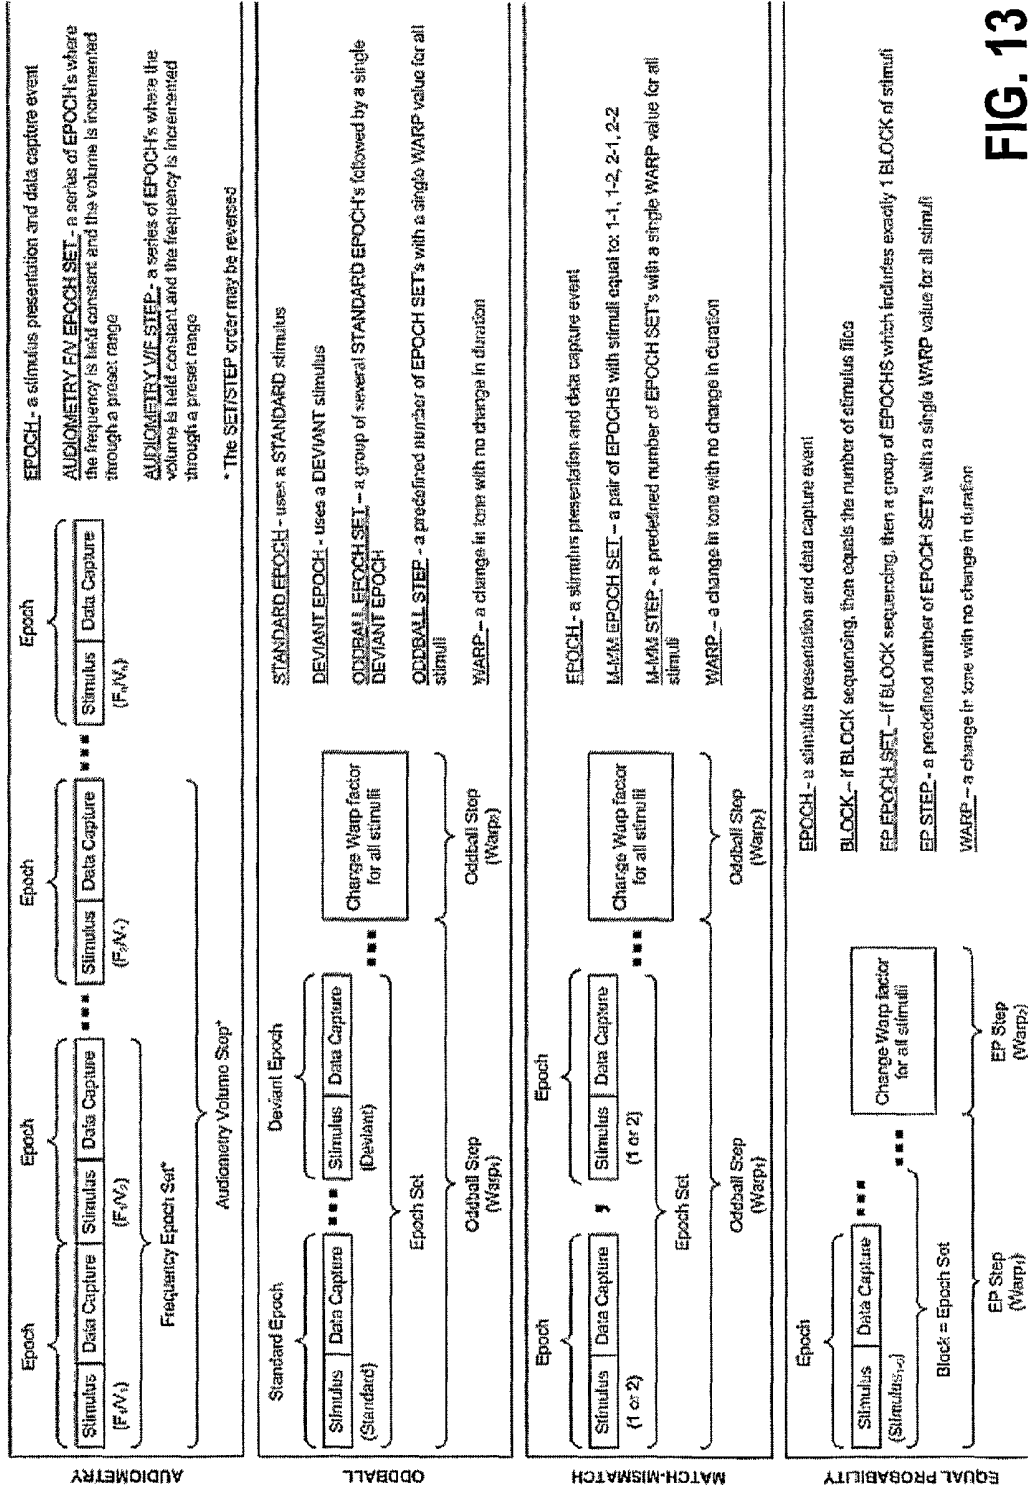 AUDIOMETRY
Epoch
Epoch
Epoch
Epoch
Stimulus
Data Capture
Stimulus
Data Capture
Stimulus
Data Capture
Stimulus
Data Capture
(F₁/V₁)
(F₁/V₂)
(F₂/V₁)
(Fₙ/Vₙ)
Frequency Epoch Set*
Audiometry Volume Step*
EPOCH - a stimulus presentation and data capture event
AUDIOMETRY F/V EPOCH SET - a series of EPOCH's where
the frequency is held constant and the volume is incremented
through a preset range
AUDIOMETRY V/F STEP - a series of EPOCH's where the
volume is held constant and the frequency is incremented
through a preset range
* The SET/STEP order may be reversed
ODDBALL
Standard Epoch
Deviant Epoch
Stimulus
Data Capture
Stimulus
Data Capture
(Standard)
(Deviant)
Epoch Set
Change Warp factor
for all stimuli
Oddball Step
(Warp₁)
Oddball Step
(Warp₂)
STANDARD EPOCH - uses a STANDARD stimulus
DEVIANT EPOCH - uses a DEVIANT stimulus
ODDBALL EPOCH SET – a group of several STANDARD EPOCH's followed by a single
DEVIANT EPOCH
ODDBALL STEP - a predefined number of EPOCH SET's with a single WARP value for all
stimuli
WARP – a change in tone with no change in duration
MATCH-MISMATCH
Epoch
Epoch
Stimulus
Data Capture
,
Stimulus
Data Capture
(1 or 2)
(1 or 2)
Epoch Set
Change Warp factor
for all stimuli
Oddball Step
(Warp₁)
Oddball Step
(Warp₂)
EPOCH - a stimulus presentation and data capture event
M-MM EPOCH SET – a pair of EPOCHS with stimuli equal to: 1-1, 1-2, 2-1, 2-2
M-MM STEP - a predefined number of EPOCH SET's with a single WARP value for all
stimuli
WARP – a change in tone with no change in duration
EQUAL PROBABILITY
Epoch
Stimulus
Data Capture
Block = Epoch Set
Change Warp factor
for all stimuli
EP Step
(Warp₁)
EP Step
(Warp₂)
EPOCH - a stimulus presentation and data capture event
BLOCK – if BLOCK sequencing, then equals the number of stimulus files
EP EPOCH SET – if BLOCK sequencing, then a group of EPOCHS which includes exactly 1 BLOCK of stimuli
EP STEP - a predefined number of EPOCH SET's with a single WARP value for all stimuli
WARP – a change in tone with no change in duration
FIG. 13